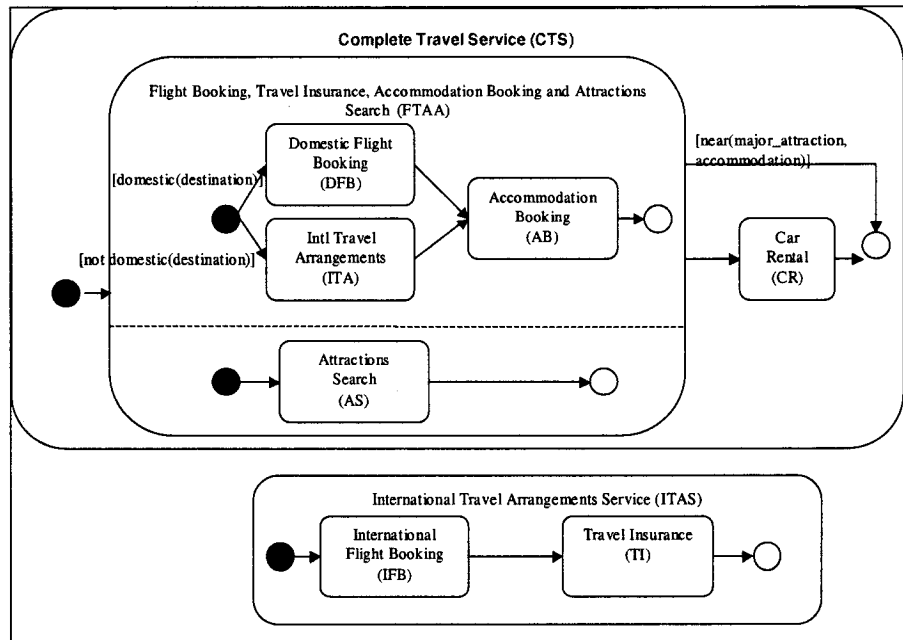 Complete Travel Service (CTS)
Flight Booking, Travel Insurance, Accommodation Booking and Attractions
Search (FTAA)
[domestic(destination)]
Domestic Flight
Booking
(DFB)
[not domestic(destination)]
Intl Travel
Arrangements
(ITA)
Accommodation
Booking
(AB)
[near(major_attraction,
accommodation)]
Car
Rental
(CR)
Attractions
Search
(AS)
International Travel Arrangements Service (ITAS)
International
Flight Booking
(IFB)
Travel Insurance
(TI)